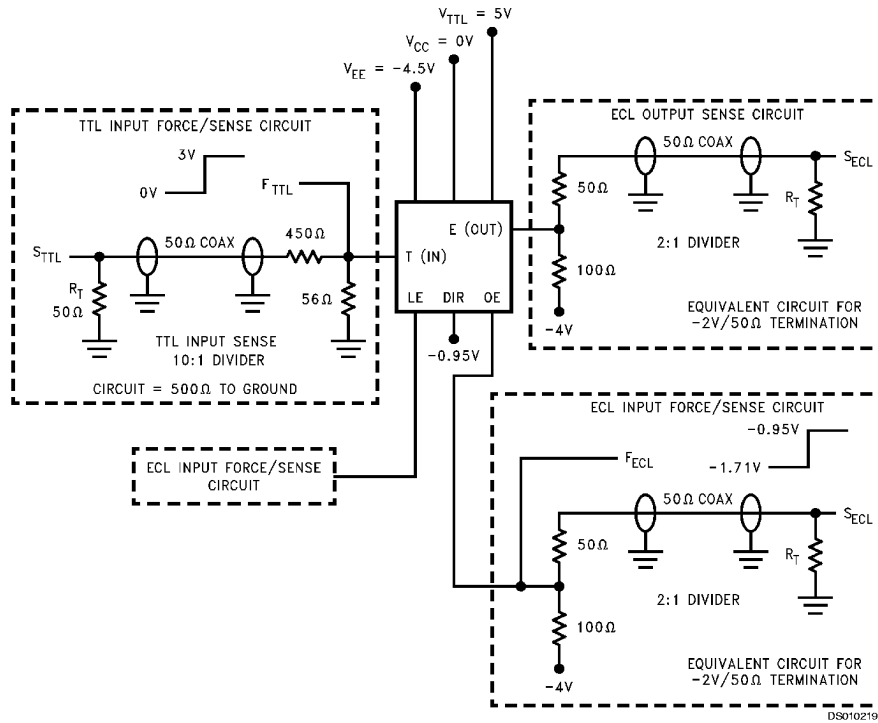 V_TTL = 5V
V_CC = 0V
V_EE = -4.5V
TTL INPUT FORCE/SENSE CIRCUIT
3V
0V
F_TTL
S_TTL
50Ω COAX
450Ω
R_T
50Ω
56Ω
TTL INPUT SENSE
10:1 DIVIDER
CIRCUIT = 500Ω TO GROUND
E (OUT)
T (IN)
LE DIR OE
-0.95V
ECL OUTPUT SENSE CIRCUIT
50Ω COAX
S_ECL
50Ω
R_T
2:1 DIVIDER
100Ω
-4V
EQUIVALENT CIRCUIT FOR
-2V/50Ω TERMINATION
ECL INPUT FORCE/SENSE
CIRCUIT
ECL INPUT FORCE/SENSE CIRCUIT
-0.95V
F_ECL
-1.71V
50Ω COAX
S_ECL
50Ω
R_T
2:1 DIVIDER
100Ω
-4V
EQUIVALENT CIRCUIT FOR
-2V/50Ω TERMINATION
DS010219